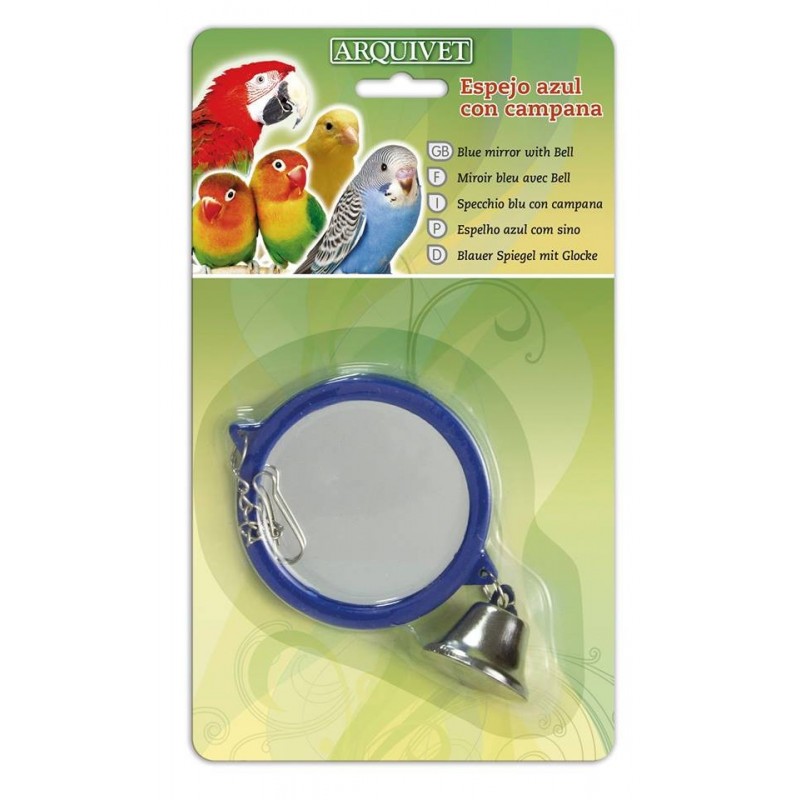 ARQUIVET
Espejo azul
con campana
GB Blue mirror with Bell
F Miroir bleu avec Bell
I Specchio blu con campana
P Espelho azul com sino
D Blauer Spiegel mit Glocke